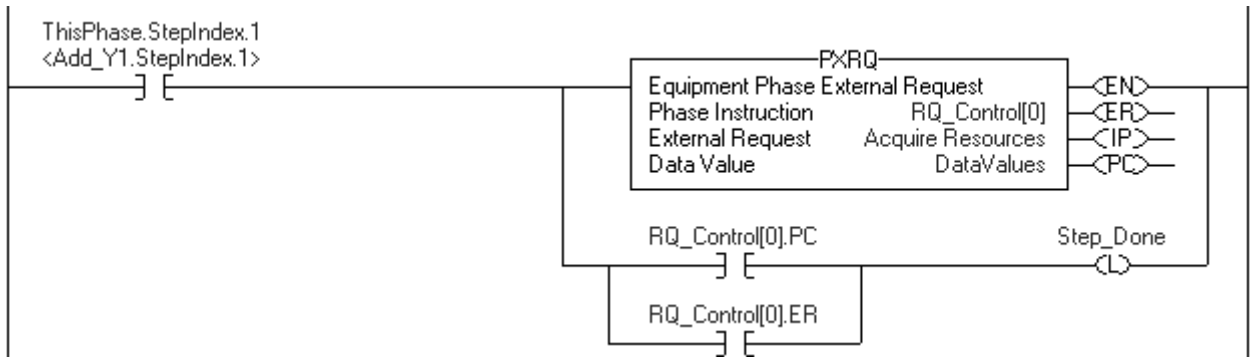 ThisPhase.StepIndex.1
<Add_Y1.StepIndex.1>
PXRQ
Equipment Phase External Request
Phase Instruction RQ_Control[0]
External Request Acquire Resources
Data Value DataValues
EN
ER
IP
PC
RQ_Control[0].PC
Step_Done
L
RQ_Control[0].ER